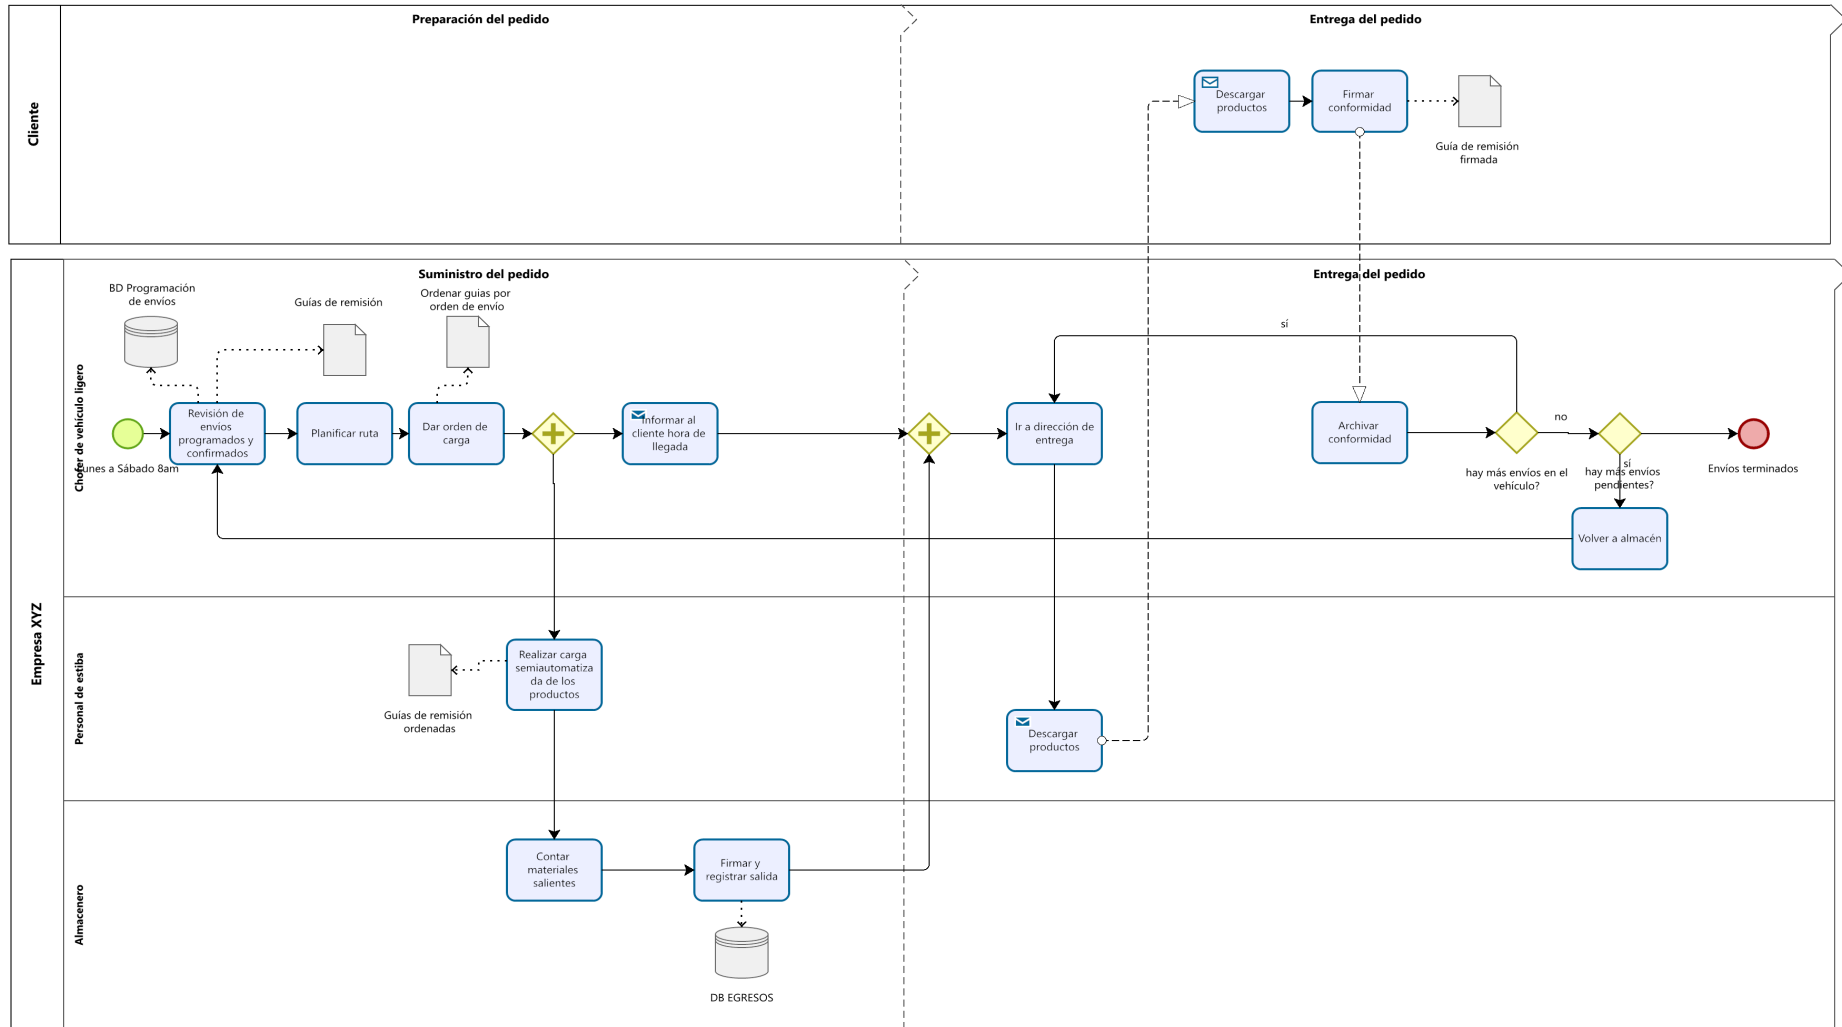 Preparación del pedido
Entrega del pedido
Cliente
Descargar
productos
Firmar
conformidad
Guía de remisión
firmada
Empresa XYZ
Suministro del pedido
Entrega del pedido
Chofer de vehículo ligero
BD Programación
de envíos
Guías de remisión
Ordenar guias por
orden de envío
sí
Lunes a Sábado 8am
Revisión de
envios
programados y
confirmados
Planificar ruta
Dar orden de
carga
Informar al
cliente hora de
llegada
Ir a dirección de
entrega
Archivar
conformidad
hay más envíos en el
vehículo?
no
hay más envíos
pendientes?
sí
Envíos terminados
Volver a almacén
Personal de estiba
Guías de remisión
ordenadas
Realizar carga
semiautomatiza
da de los
productos
Descargar
productos
Almacenero
Contar
materiales
salientes
Firmar y
registrar salida
DB EGRESOS